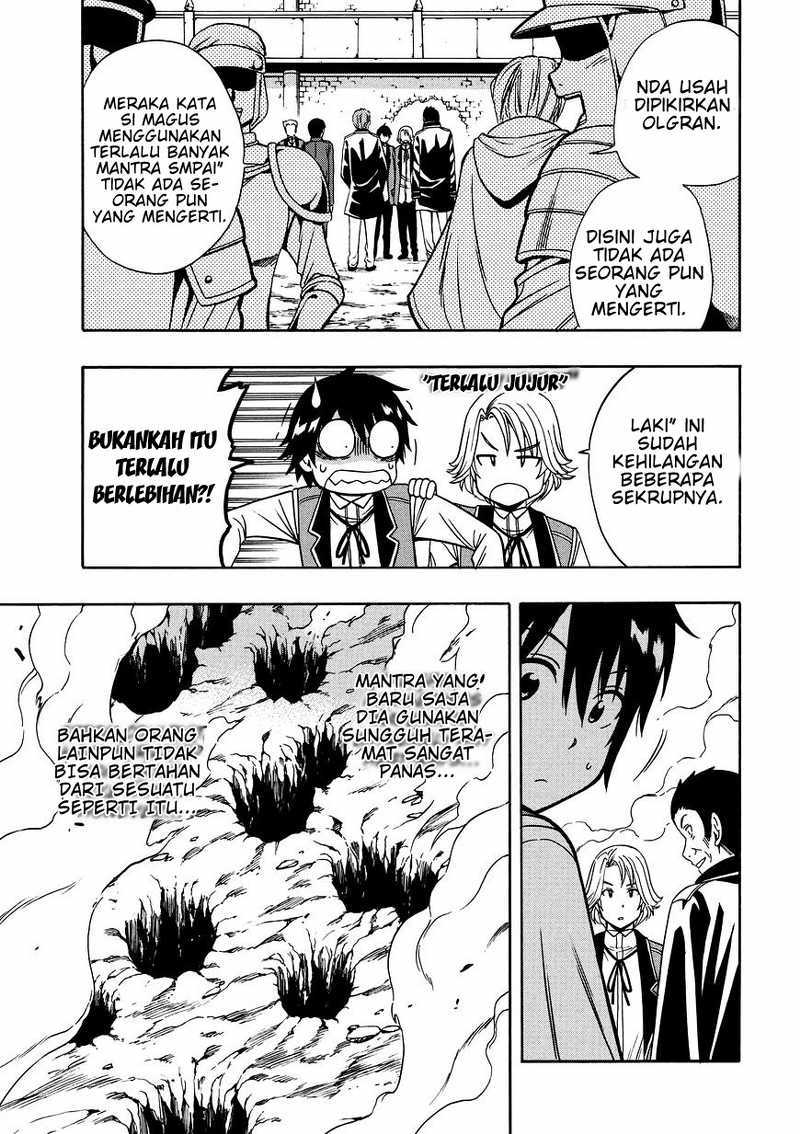 NDA USAH
DIPIKIRKAN
OLGRAN.
DISINI JUGA
TIDAK ADA
SEORANG PUN
YANG
MENGERTI.
MERAKA KATA
SI MAGUS
MENGGUNAKAN
TERLALU BANYAK
MANTRA SMPAI"
TIDAK ADA SE-
ORANG PUN
YANG MENGERTI.
LAKI" INI
SUDAH
KEHILANGAN
BEBERAPA
SEKRUPNYA.
"TERLALU JUJUR"
BUKANKAH ITU
TERLALU
BERLEBIHAN?!
MANTRA YANG
BARU SAJA
DIA GUNAKAN
SUNGGUH TERA-
MAT SANGAT
PANAS...
BAHKAN ORANG
LAINPUN TIDAK
BISA BERTAHAN
DARI SESUATU
SEPERTI ITU...